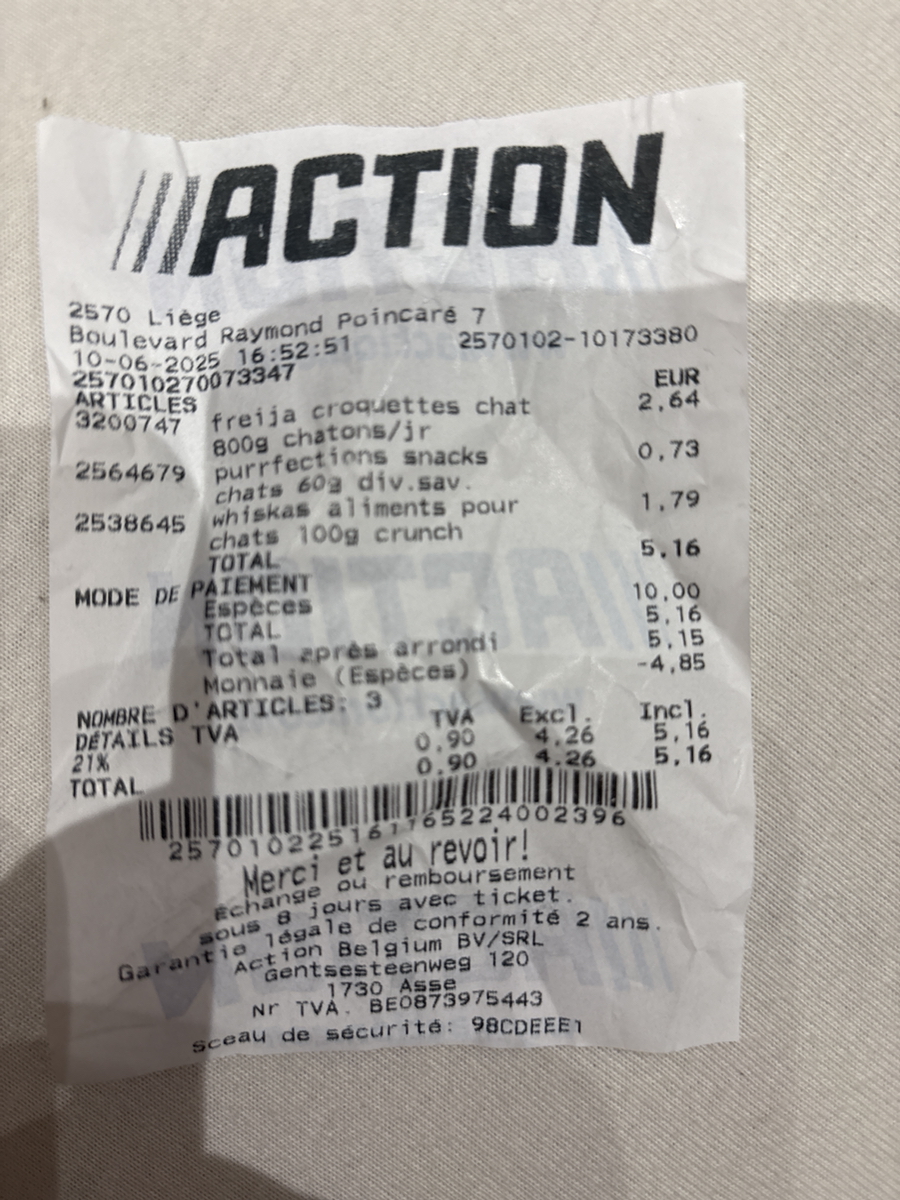 ACTION
2570 Liège
Boulevard Raymond Poincaré 7
10-06-2025 16:52:51 2570102-10173380
257010270073347
ARTICLES EUR
3200747 freija croquettes chat 2,64
800g chatons/jr
2564679 purrfections snacks 0,73
chats 60g div.sav.
2538645 whiskas aliments pour 1,79
chats 100g crunch
TOTAL 5,16
MODE DE PAIEMENT
Espèces 10,00
TOTAL 5,16
Total après arrondi 5,15
Monnaie (Espèces) -4,85
NOMBRE D'ARTICLES: 3
DÉTAILS TVA TVA Excl. Incl.
21% 0,90 4,26 5,16
TOTAL 0,90 4,26 5,16
2570102251611765224002396
Merci et au revoir!
Échange ou remboursement
sous 8 jours avec ticket.
Garantie légale de conformité 2 ans.
Action Belgium BV/SRL
Gentsesteenweg 120
1730 Asse
Nr TVA. BE0873975443
Sceau de sécurité: 98CDEEE1